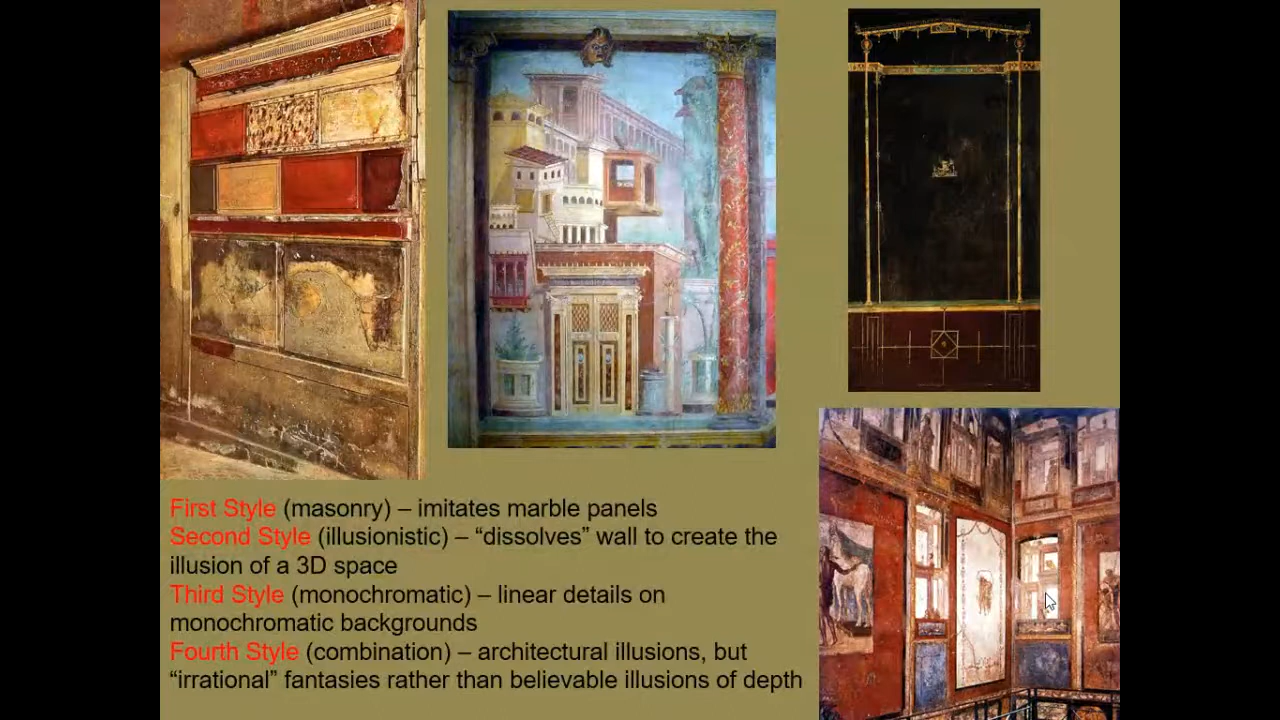 First Style (masonry) – imitates marble panels
Second Style (illusionistic) – “dissolves” wall to create the
illusion of a 3D space
Third Style (monochromatic) – linear details on
monochromatic backgrounds
Fourth Style (combination) – architectural illusions, but
“irrational” fantasies rather than believable illusions of depth